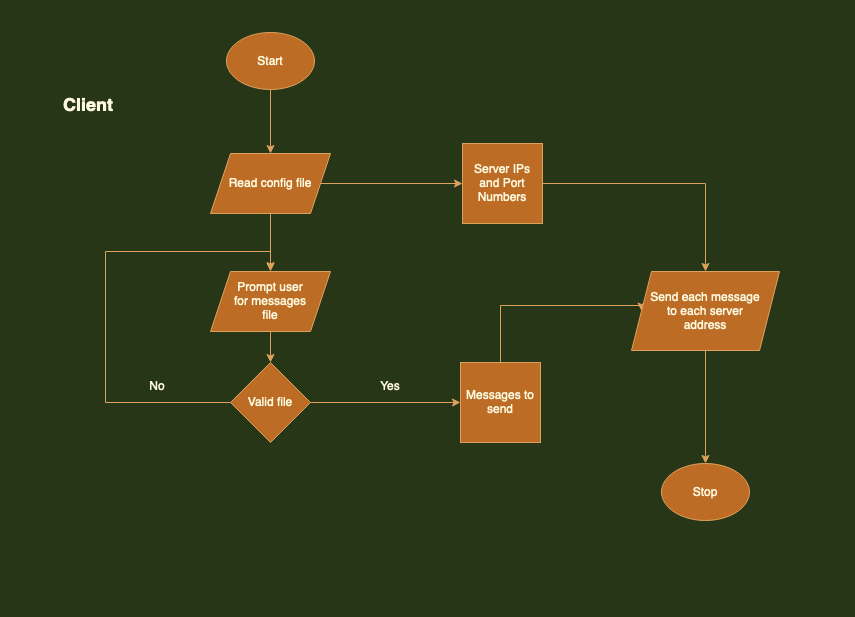 Start
Client
Read config file
Server IPs
and Port
Numbers
Prompt user
for messages
file
Send each message
to each server
address
No
Yes
Valid file
Messages to
send
Stop